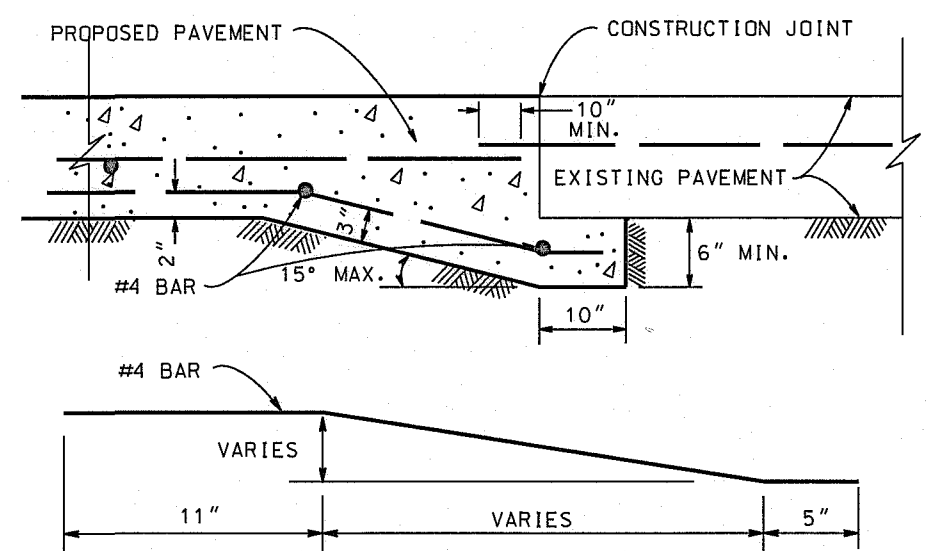 PROPOSED PAVEMENT
CONSTRUCTION JOINT
10"
MIN.
EXISTING PAVEMENT
3"
2"
15° MAX.
6" MIN.
#4 BAR
10"
#4 BAR
VARIES
11"
VARIES
5"